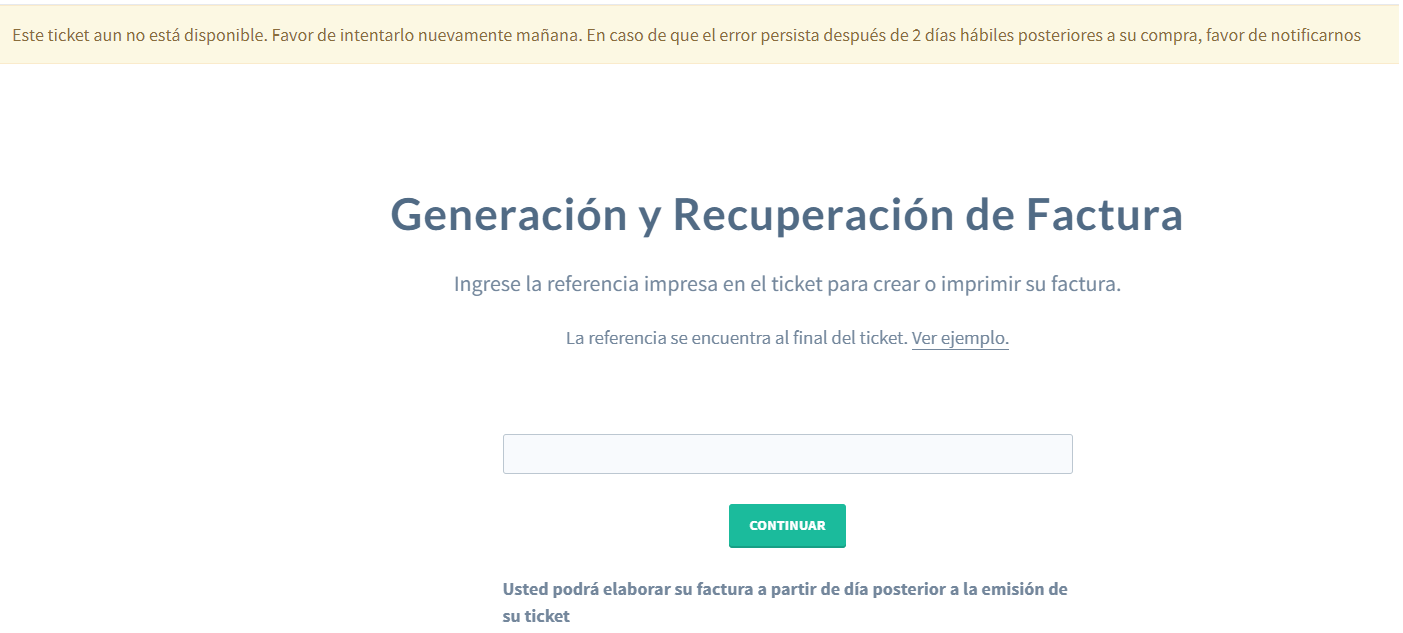 Este ticket aun no está disponible. Favor de intentarlo nuevamente mañana. En caso de que el error persista después de 2 días hábiles posteriores a su compra, favor de notificarnos
Generación y Recuperación de Factura
Ingrese la referencia impresa en el ticket para crear o imprimir su factura.
La referencia se encuentra al final del ticket. Ver ejemplo.
CONTINUAR
Usted podrá elaborar su factura a partir de día posterior a la emisión de
su ticket